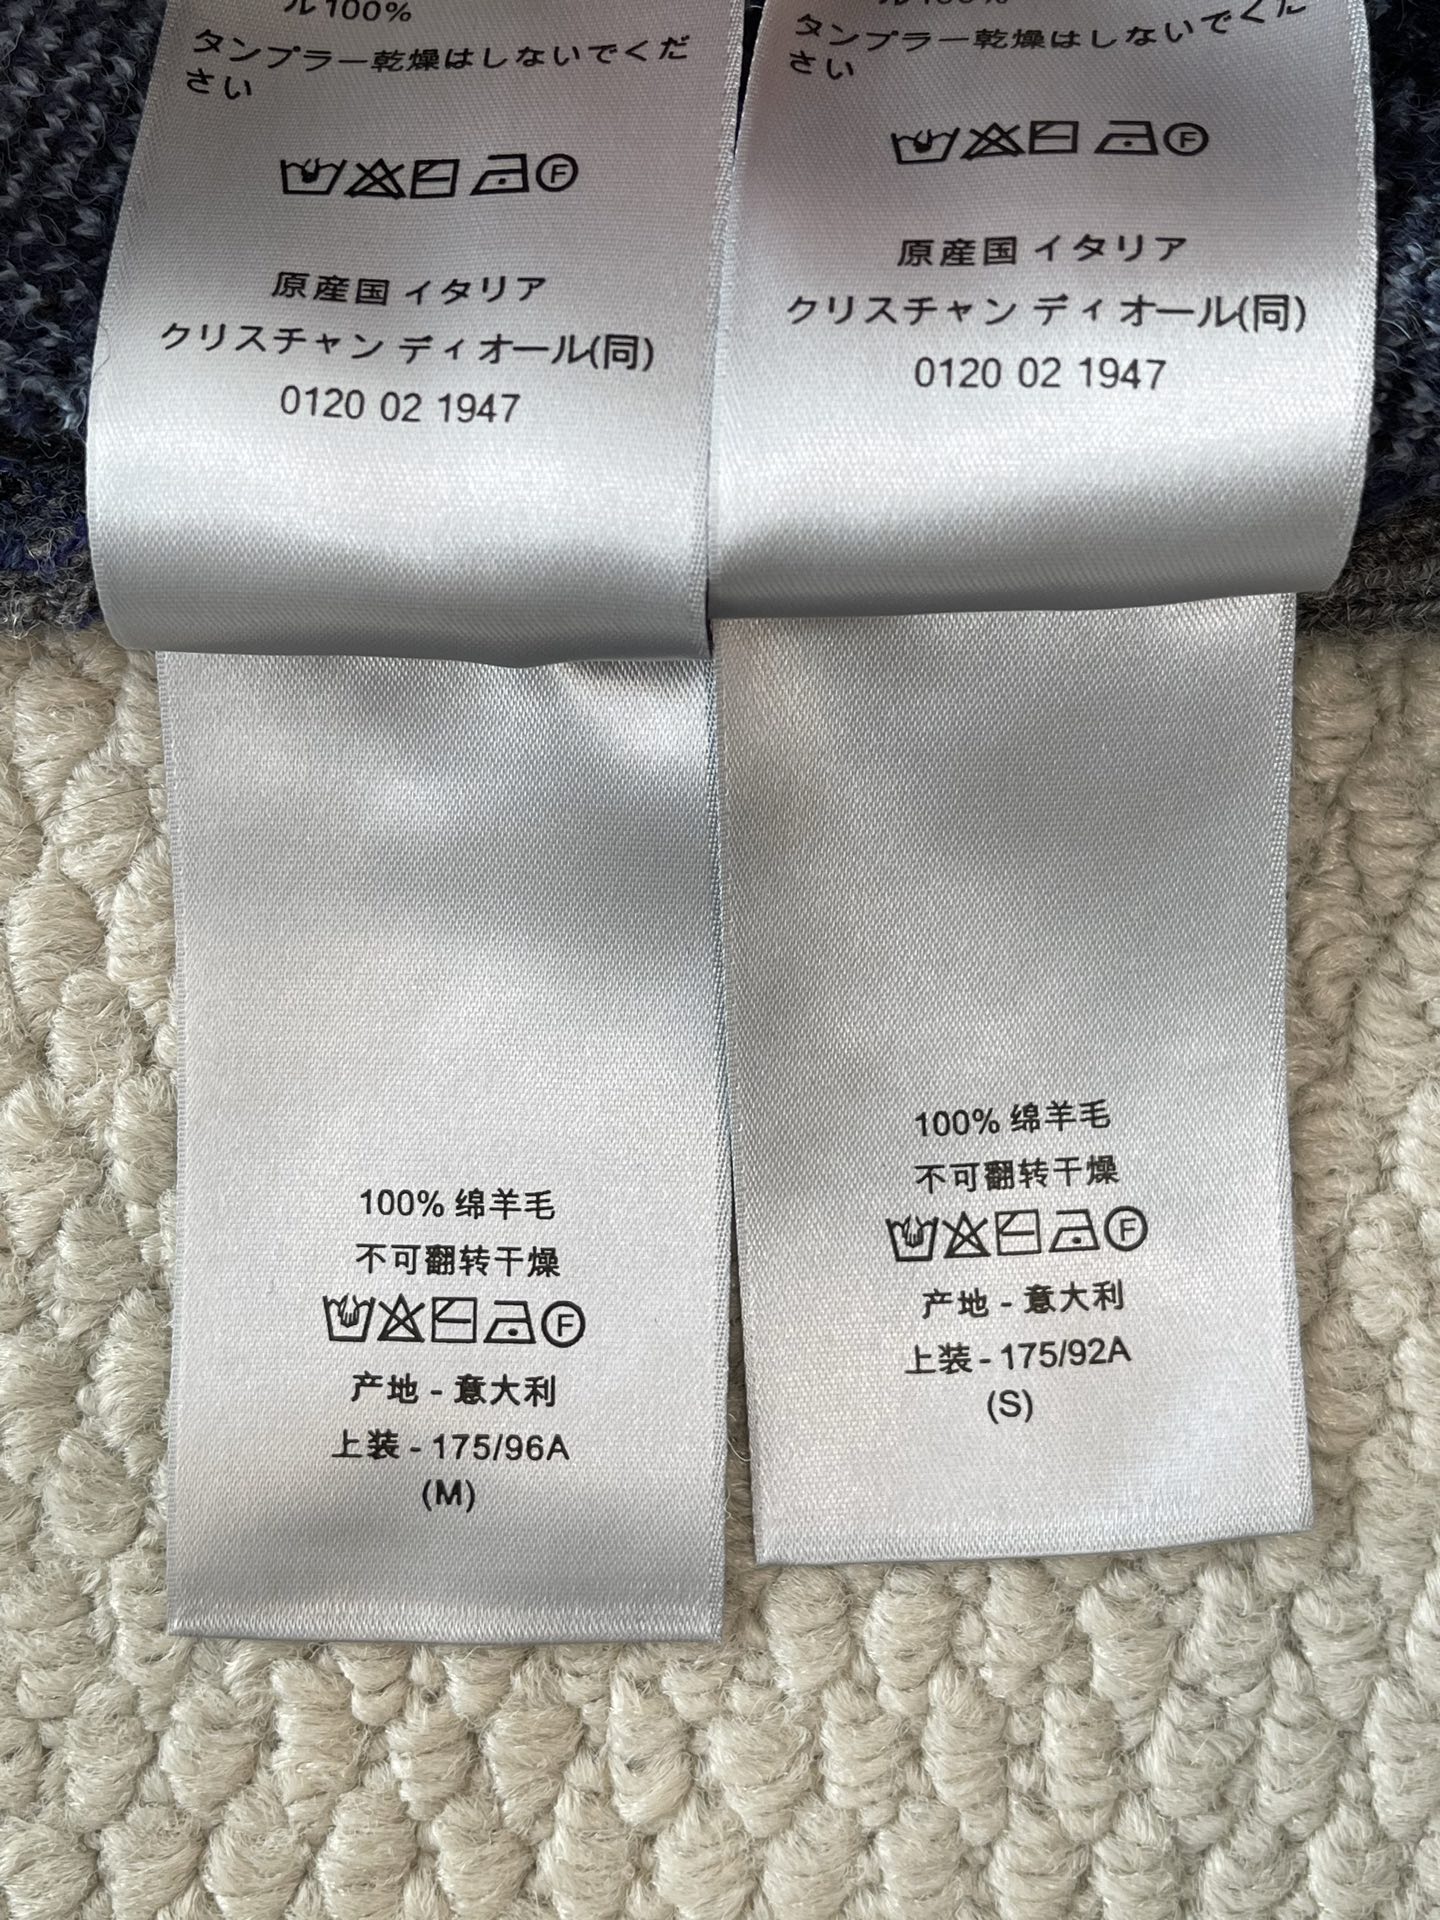 ル100%
タンブラー乾燥はしないでくだ
さい
原産国 イタリア
クリスチャン ディオール(同)
0120 02 1947
100% 绵羊毛
不可翻转干燥
F
产地 - 意大利
上装 - 175/96A
(M)
ル100%
タンブラー乾燥はしないでくだ
さい
F
原産国 イタリア
クリスチャン ディオール(同)
0120 02 1947
100% 绵羊毛
不可翻转干燥
F
产地 - 意大利
上装 - 175/92A
(S)